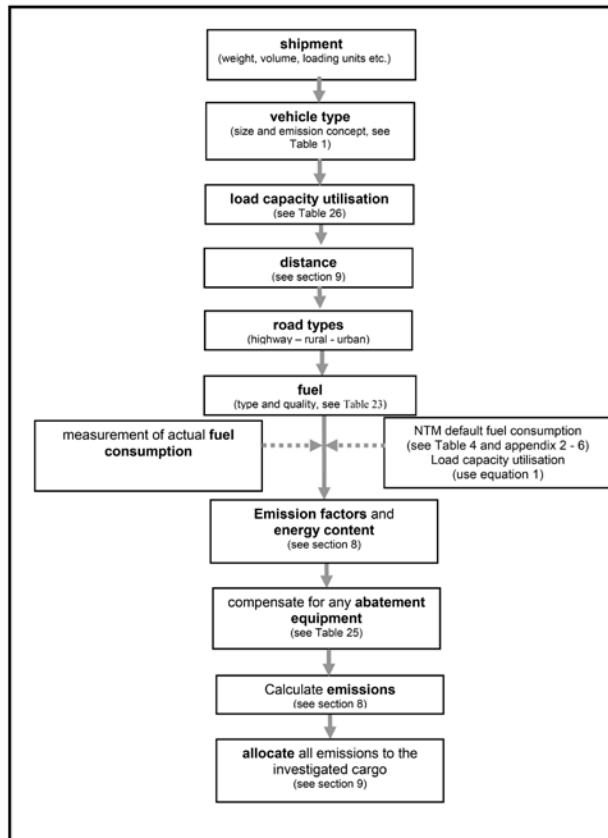 shipment
(weight, volume, loading units etc.)
vehicle type
(size and emission concept, see
Table 1)
load capacity utilisation
(see Table 26)
distance
(see section 9)
road types
(highway – rural - urban)
fuel
(type and quality, see Table 23)
measurement of actual fuel
consumption
NTM default fuel consumption
(see Table 4 and appendix 2 - 6)
Load capacity utilisation
(use equation 1)
Emission factors and
energy content
(see section 8)
compensate for any abatement
equipment
(see Table 25)
Calculate emissions
(see section 8)
allocate all emissions to the
investigated cargo
(see section 9)